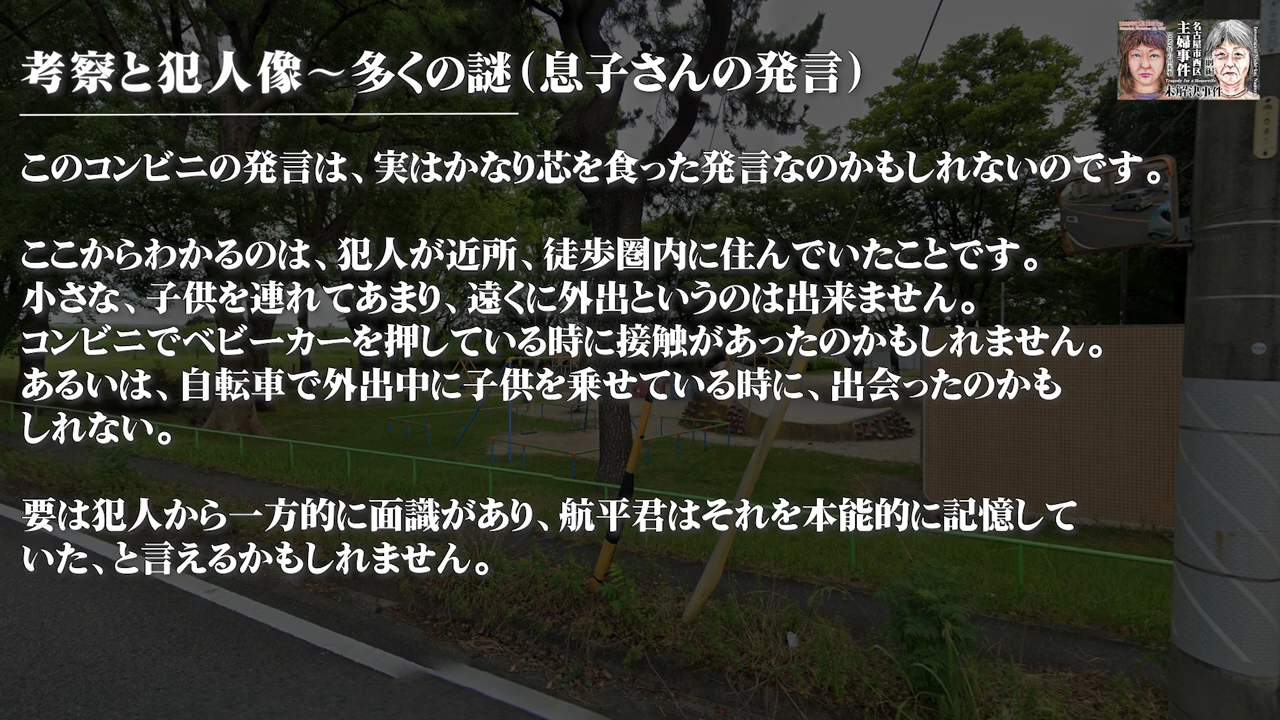 考察と犯人像～多くの謎(息子さんの発言)
名古屋市西区
主婦事件
未解決事件
このコンビニの発言は、実はかなり芯を食った発言なのかもしれないのです。
ここからわかるのは、犯人が近所、徒歩圏内に住んでいたことです。
小さな、子供を連れてあまり、遠くに外出というのは出来ません。
コンビニでベビーカーを押している時に接触があったのかもしれません。
あるいは、自転車で外出中に子供を乗せている時に、出会ったのかも
しれない。
要は犯人から一方的に面識があり、航平君はそれを本能的に記憶して
いた、と言えるかもしれません。